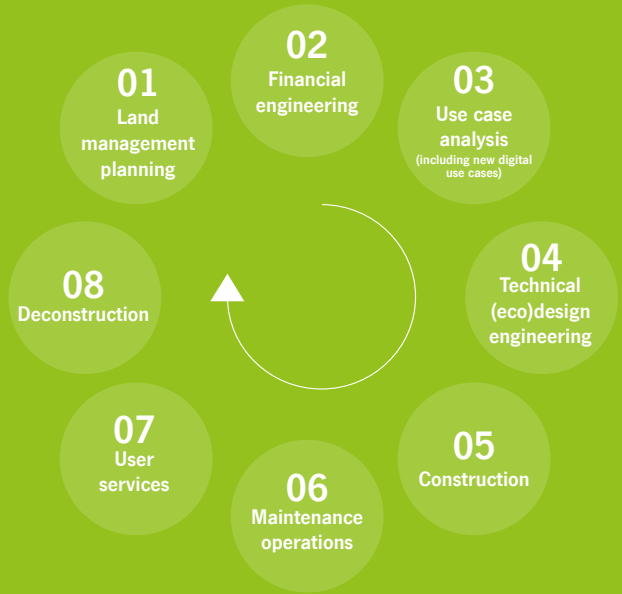 01
Land
management
planning
02
Financial
engineering
03
Use case
analysis
(including new digital
use cases)
04
Technical
(eco)design
engineering
05
Construction
06
Maintenance
operations
07
User
services
08
Deconstruction